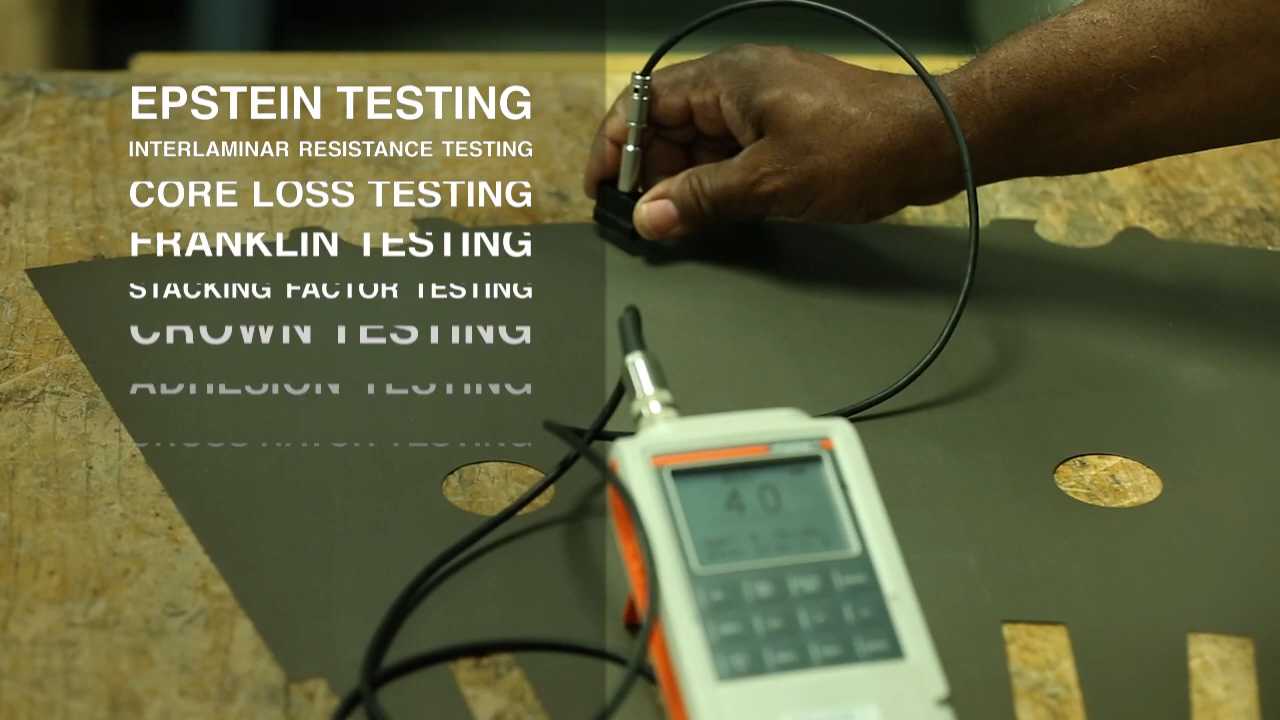 EPSTEIN TESTING
INTERLAMINAR RESISTANCE TESTING
CORE LOSS TESTING
FRANKLIN TESTING
STACKING FACTOR TESTING
CROWN TESTING
ADHESION TESTING
TESTING
4.0